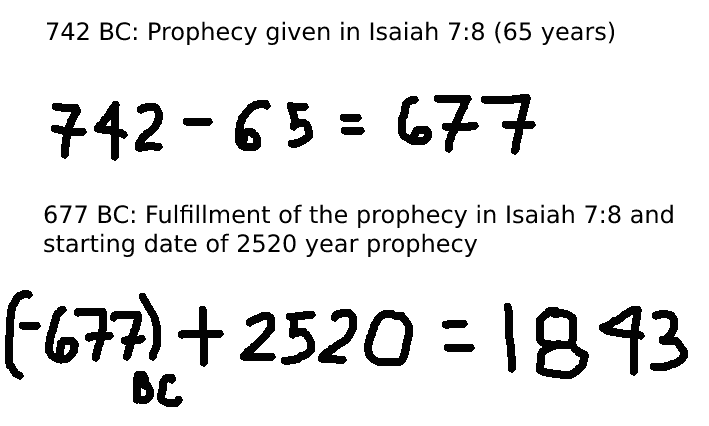 742 BC: Prophecy given in Isaiah 7:8 (65 years)
742 - 65 = 677
677 BC: Fulfillment of the prophecy in Isaiah 7:8 and
starting date of 2520 year prophecy
(-677) + 2520 = 1843
BC